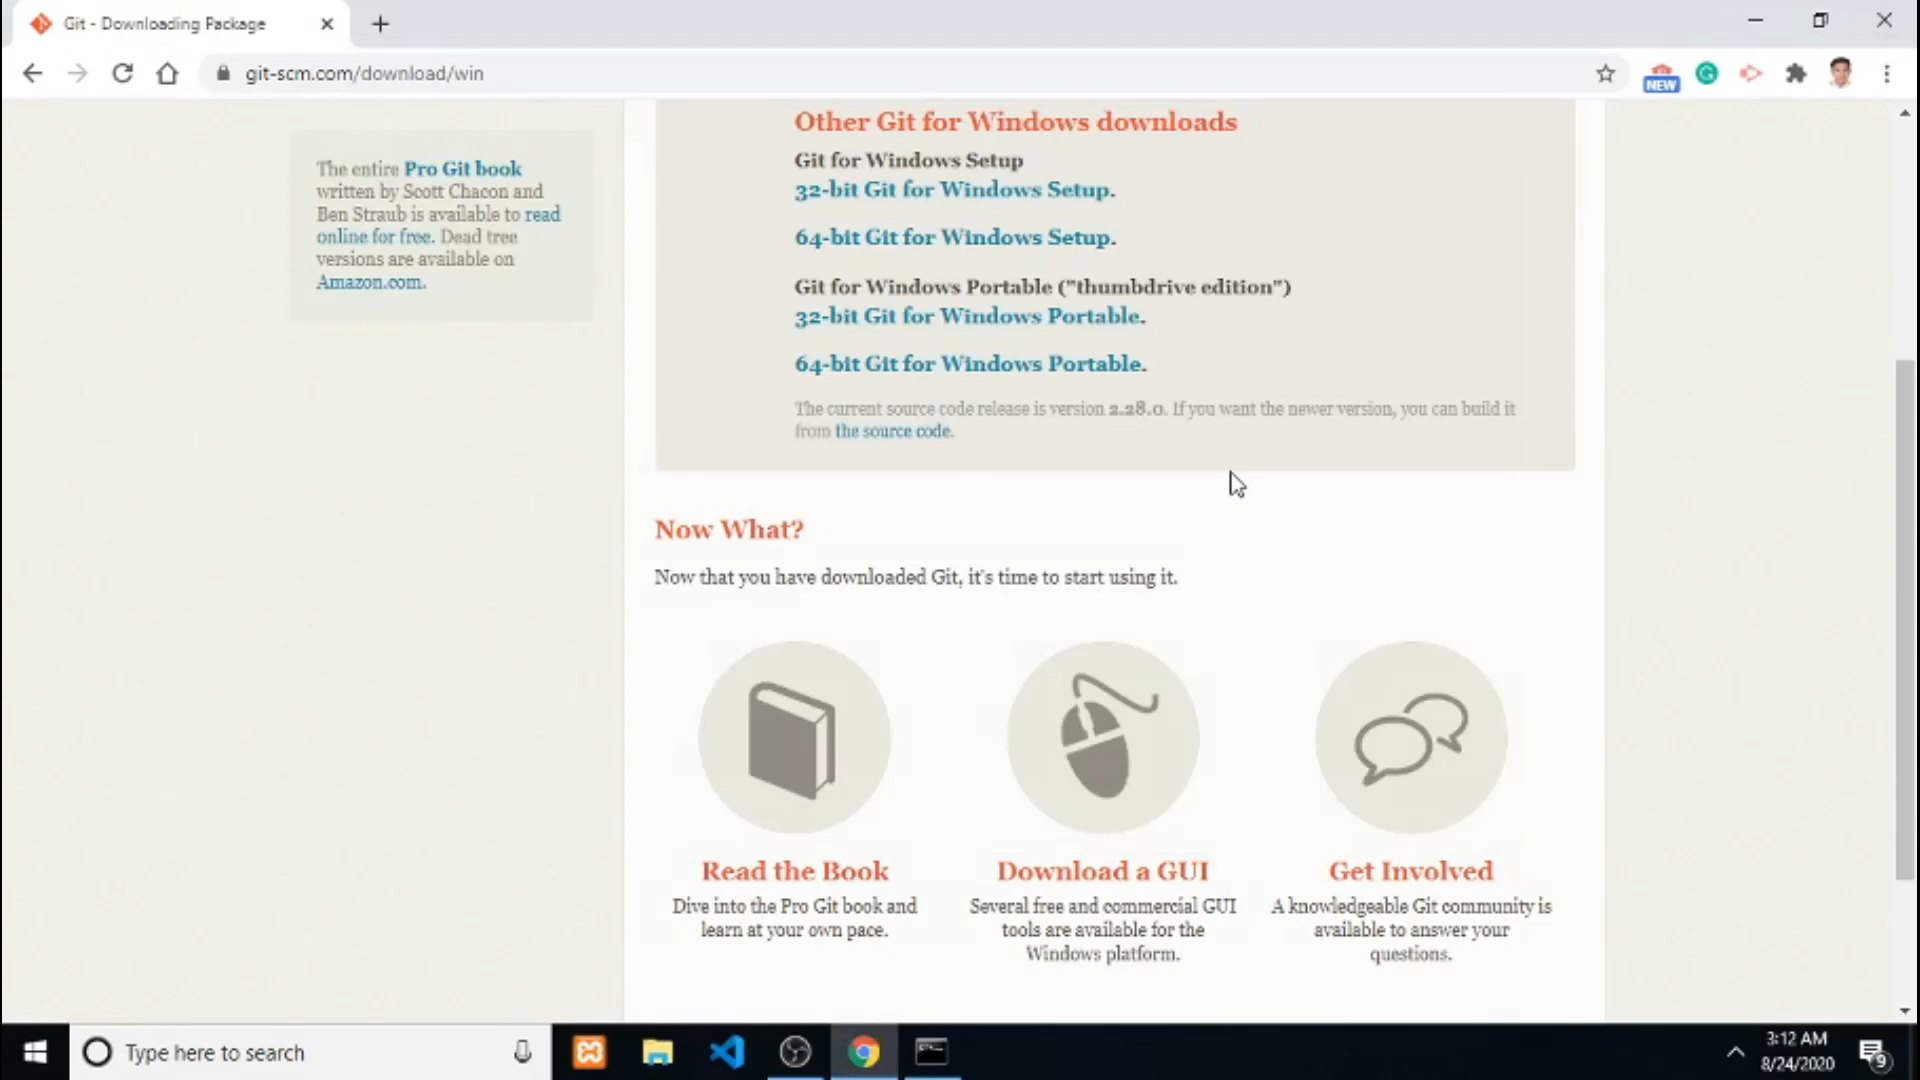 Git - Downloading Package
git-scm.com/download/win
NEW
The entire Pro Git book
written by Scott Chacon and
Ben Straub is available to read
online for free. Dead tree
versions are available on
Amazon.com.
Other Git for Windows downloads
Git for Windows Setup
32-bit Git for Windows Setup.
64-bit Git for Windows Setup.
Git for Windows Portable ("thumbdrive edition")
32-bit Git for Windows Portable.
64-bit Git for Windows Portable.
The current source code release is version 2.28.0. If you want the newer version, you can build it
from the source code.
Now What?
Now that you have downloaded Git, it's time to start using it.
Read the Book
Dive into the Pro Git book and
learn at your own pace.
Download a GUI
Several free and commercial GUI
tools are available for the
Windows platform.
Get Involved
A knowledgeable Git community is
available to answer your
questions.
Type here to search
3:12 AM
8/24/2020
9